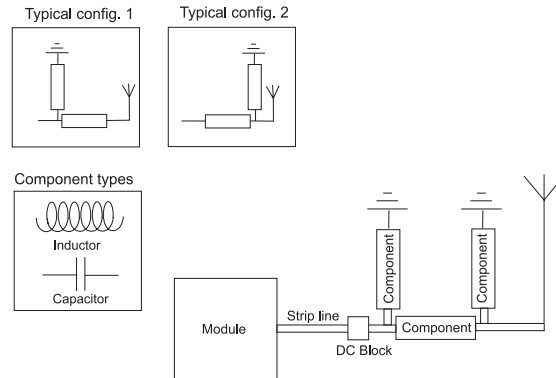 Typical config. 1
Typical config. 2
Component types
Inductor
Capacitor
Module
Strip line
DC Block
Component
Component
Component